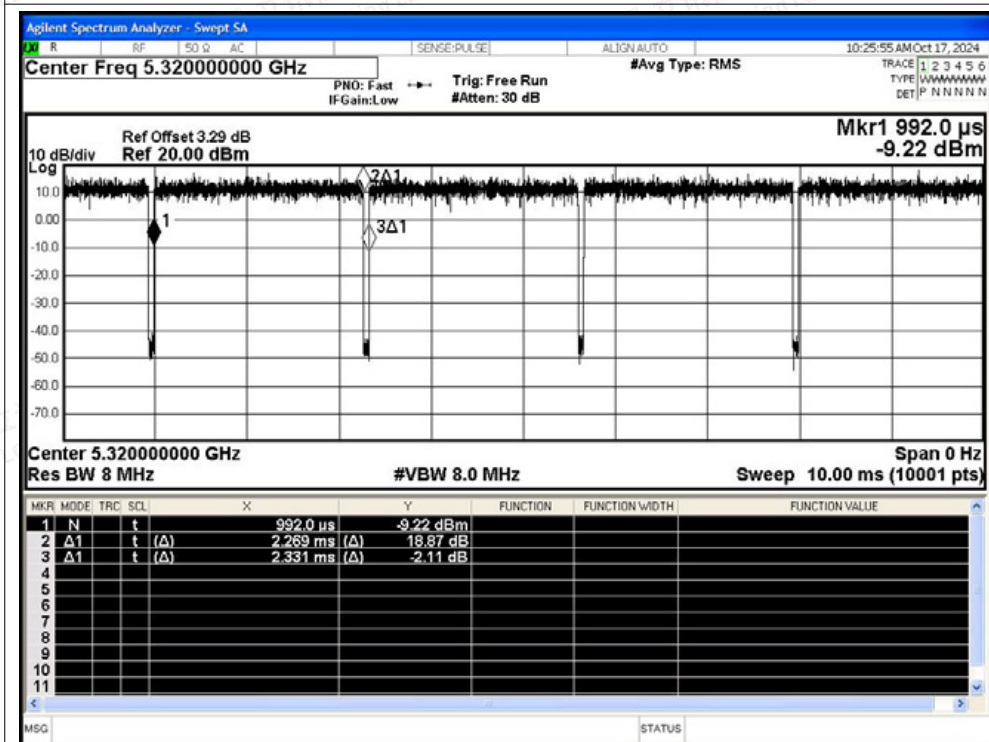 Agilent Spectrum Analyzer - Swept SA
LXI R RF 50 Ω AC SENSE:PULSE ALIGN AUTO 10:25:55 AM Oct 17, 2024
Center Freq 5.320000000 GHz #Avg Type: RMS TRACE 1 2 3 4 5 6
PNO: Fast Trig: Free Run TYPE WWWWWW
IFGain:Low #Atten: 30 dB DET P N N N N N
Mkr1 992.0 µs
Ref Offset 3.29 dB
10 dB/div Ref 20.00 dBm -9.22 dBm
Log
2Δ1
10.0
0.00
1
3Δ1
-10.0
-20.0
-30.0
-40.0
-50.0
-60.0
-70.0
Center 5.320000000 GHz Span 0 Hz
Res BW 8 MHz #VBW 8.0 MHz Sweep 10.00 ms (10001 pts)
MKR MODE TRC SCL X Y FUNCTION FUNCTION WIDTH FUNCTION VALUE
1 N t 992.0 µs -9.22 dBm
2 Δ1 t (Δ) 2.269 ms (Δ) 18.87 dB
3 Δ1 t (Δ) 2.331 ms (Δ) -2.11 dB
4
5
6
7
8
9
10
11
MSG STATUS